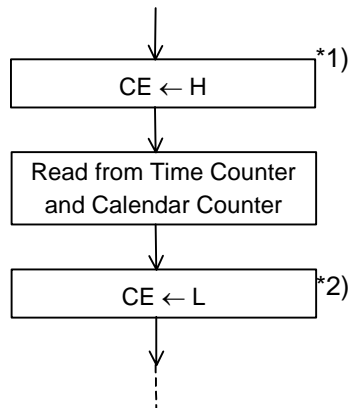 *1)
CE ← H
Read from Time Counter
and Calendar Counter
*2)
CE ← L